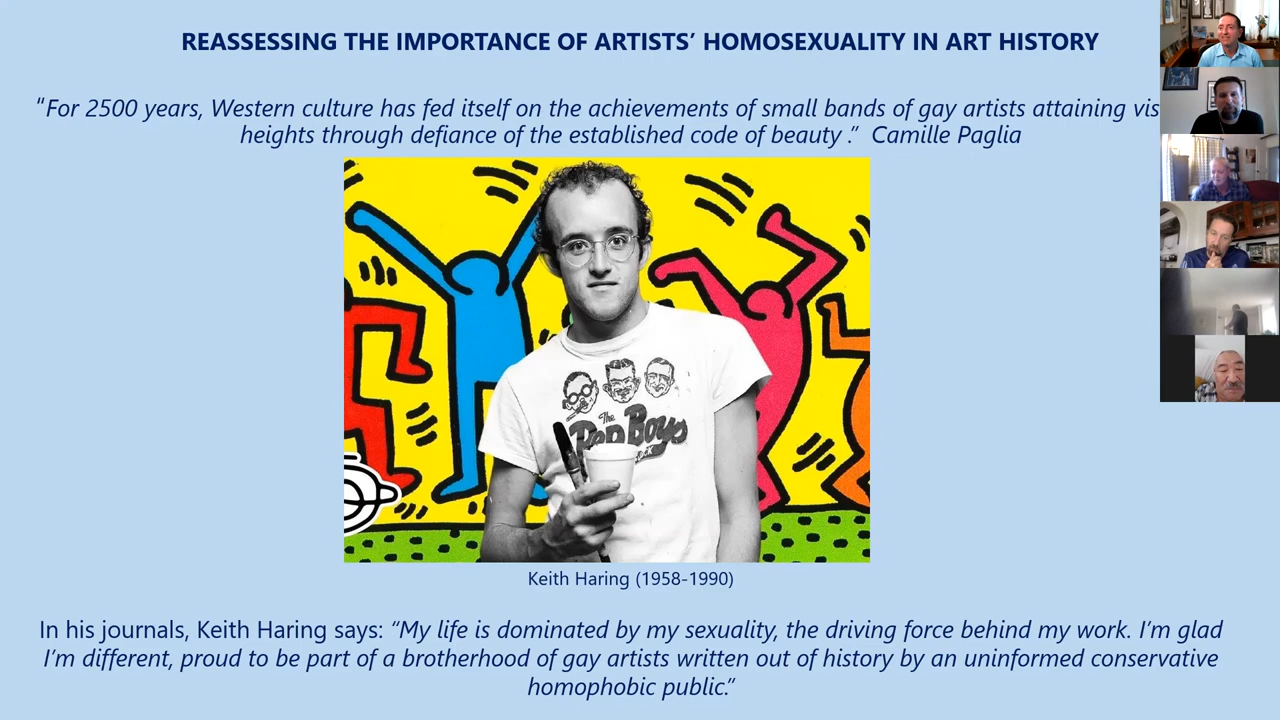 REASSESSING THE IMPORTANCE OF ARTISTS’ HOMOSEXUALITY IN ART HISTORY
“For 2500 years, Western culture has fed itself on the achievements of small bands of gay artists attaining vis
heights through defiance of the established code of beauty .” Camille Paglia
The
Boys
Keith Haring (1958-1990)
In his journals, Keith Haring says: “My life is dominated by my sexuality, the driving force behind my work. I’m glad
I’m different, proud to be part of a brotherhood of gay artists written out of history by an uninformed conservative
homophobic public.”